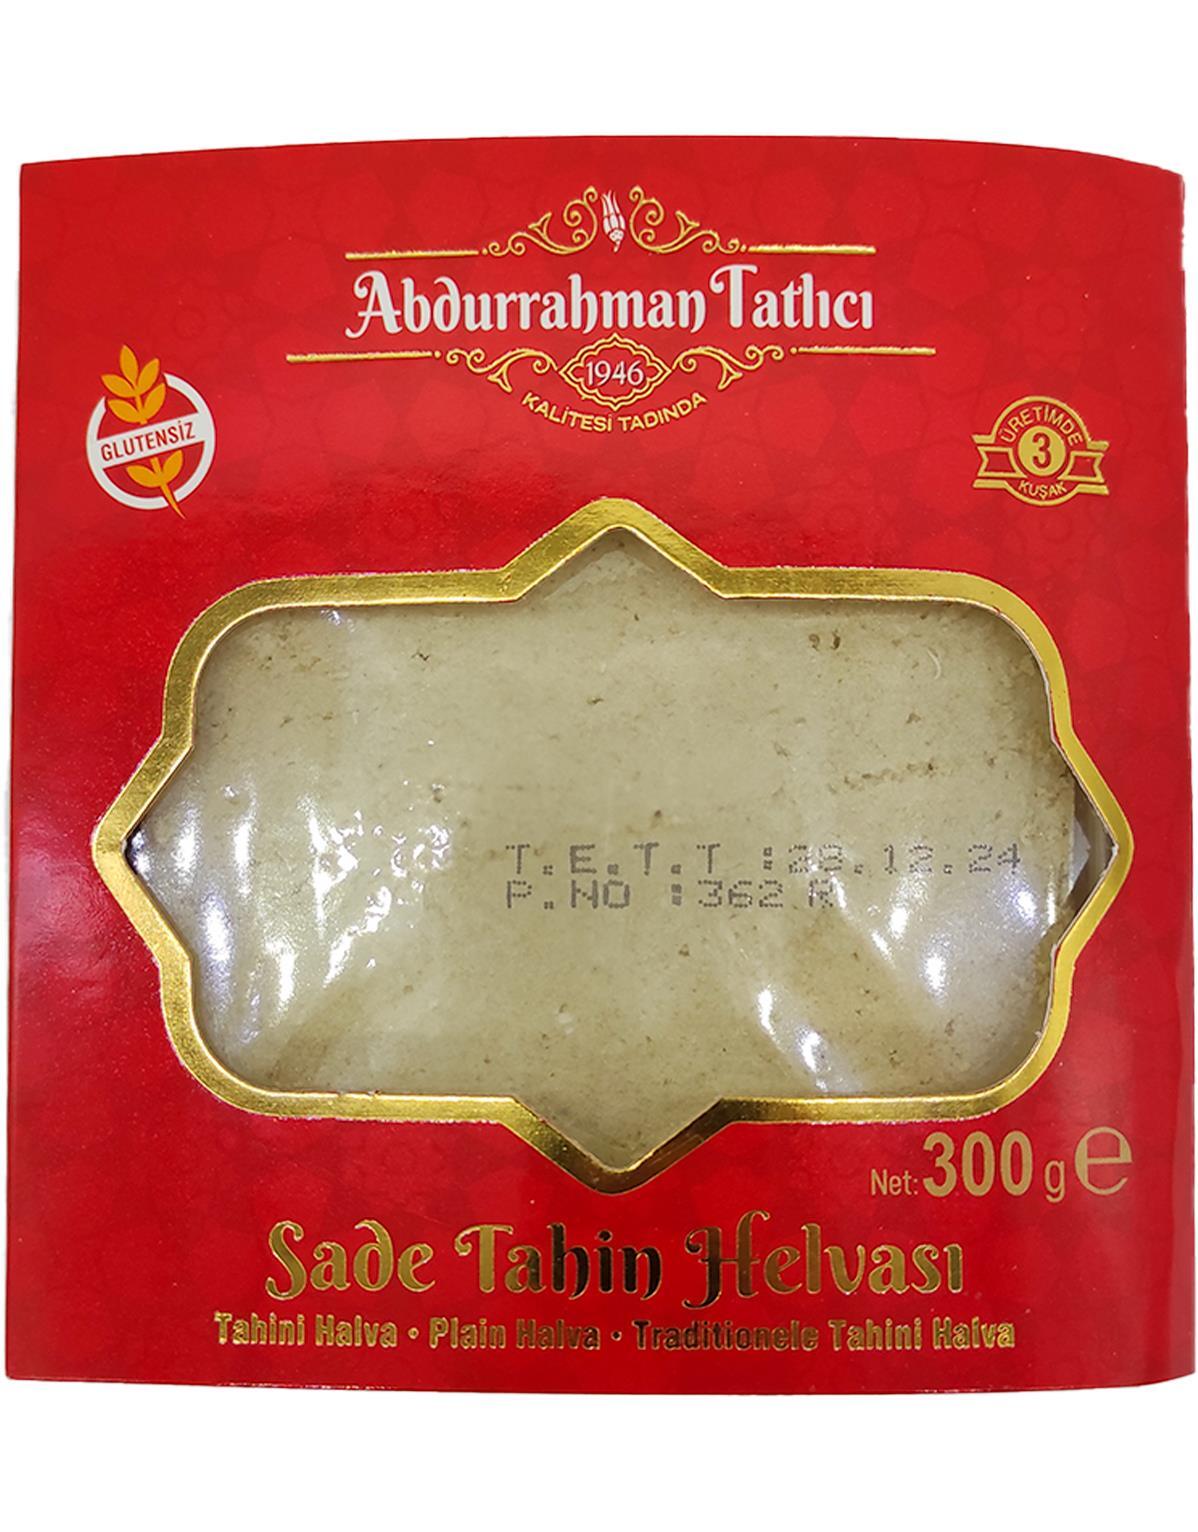 Abdurrahman Tatlıcı
1946
KALİTESİ TADINDA
GLUTENSİZ
ÜRETİMDE
3
KUŞAK
T.E.T.T :28.12.24
P.NO :362 R
Net: 300 g e
Sade Tahin Helvası
Tahini Halva • Plain Halva • Traditionele Tahini Halva